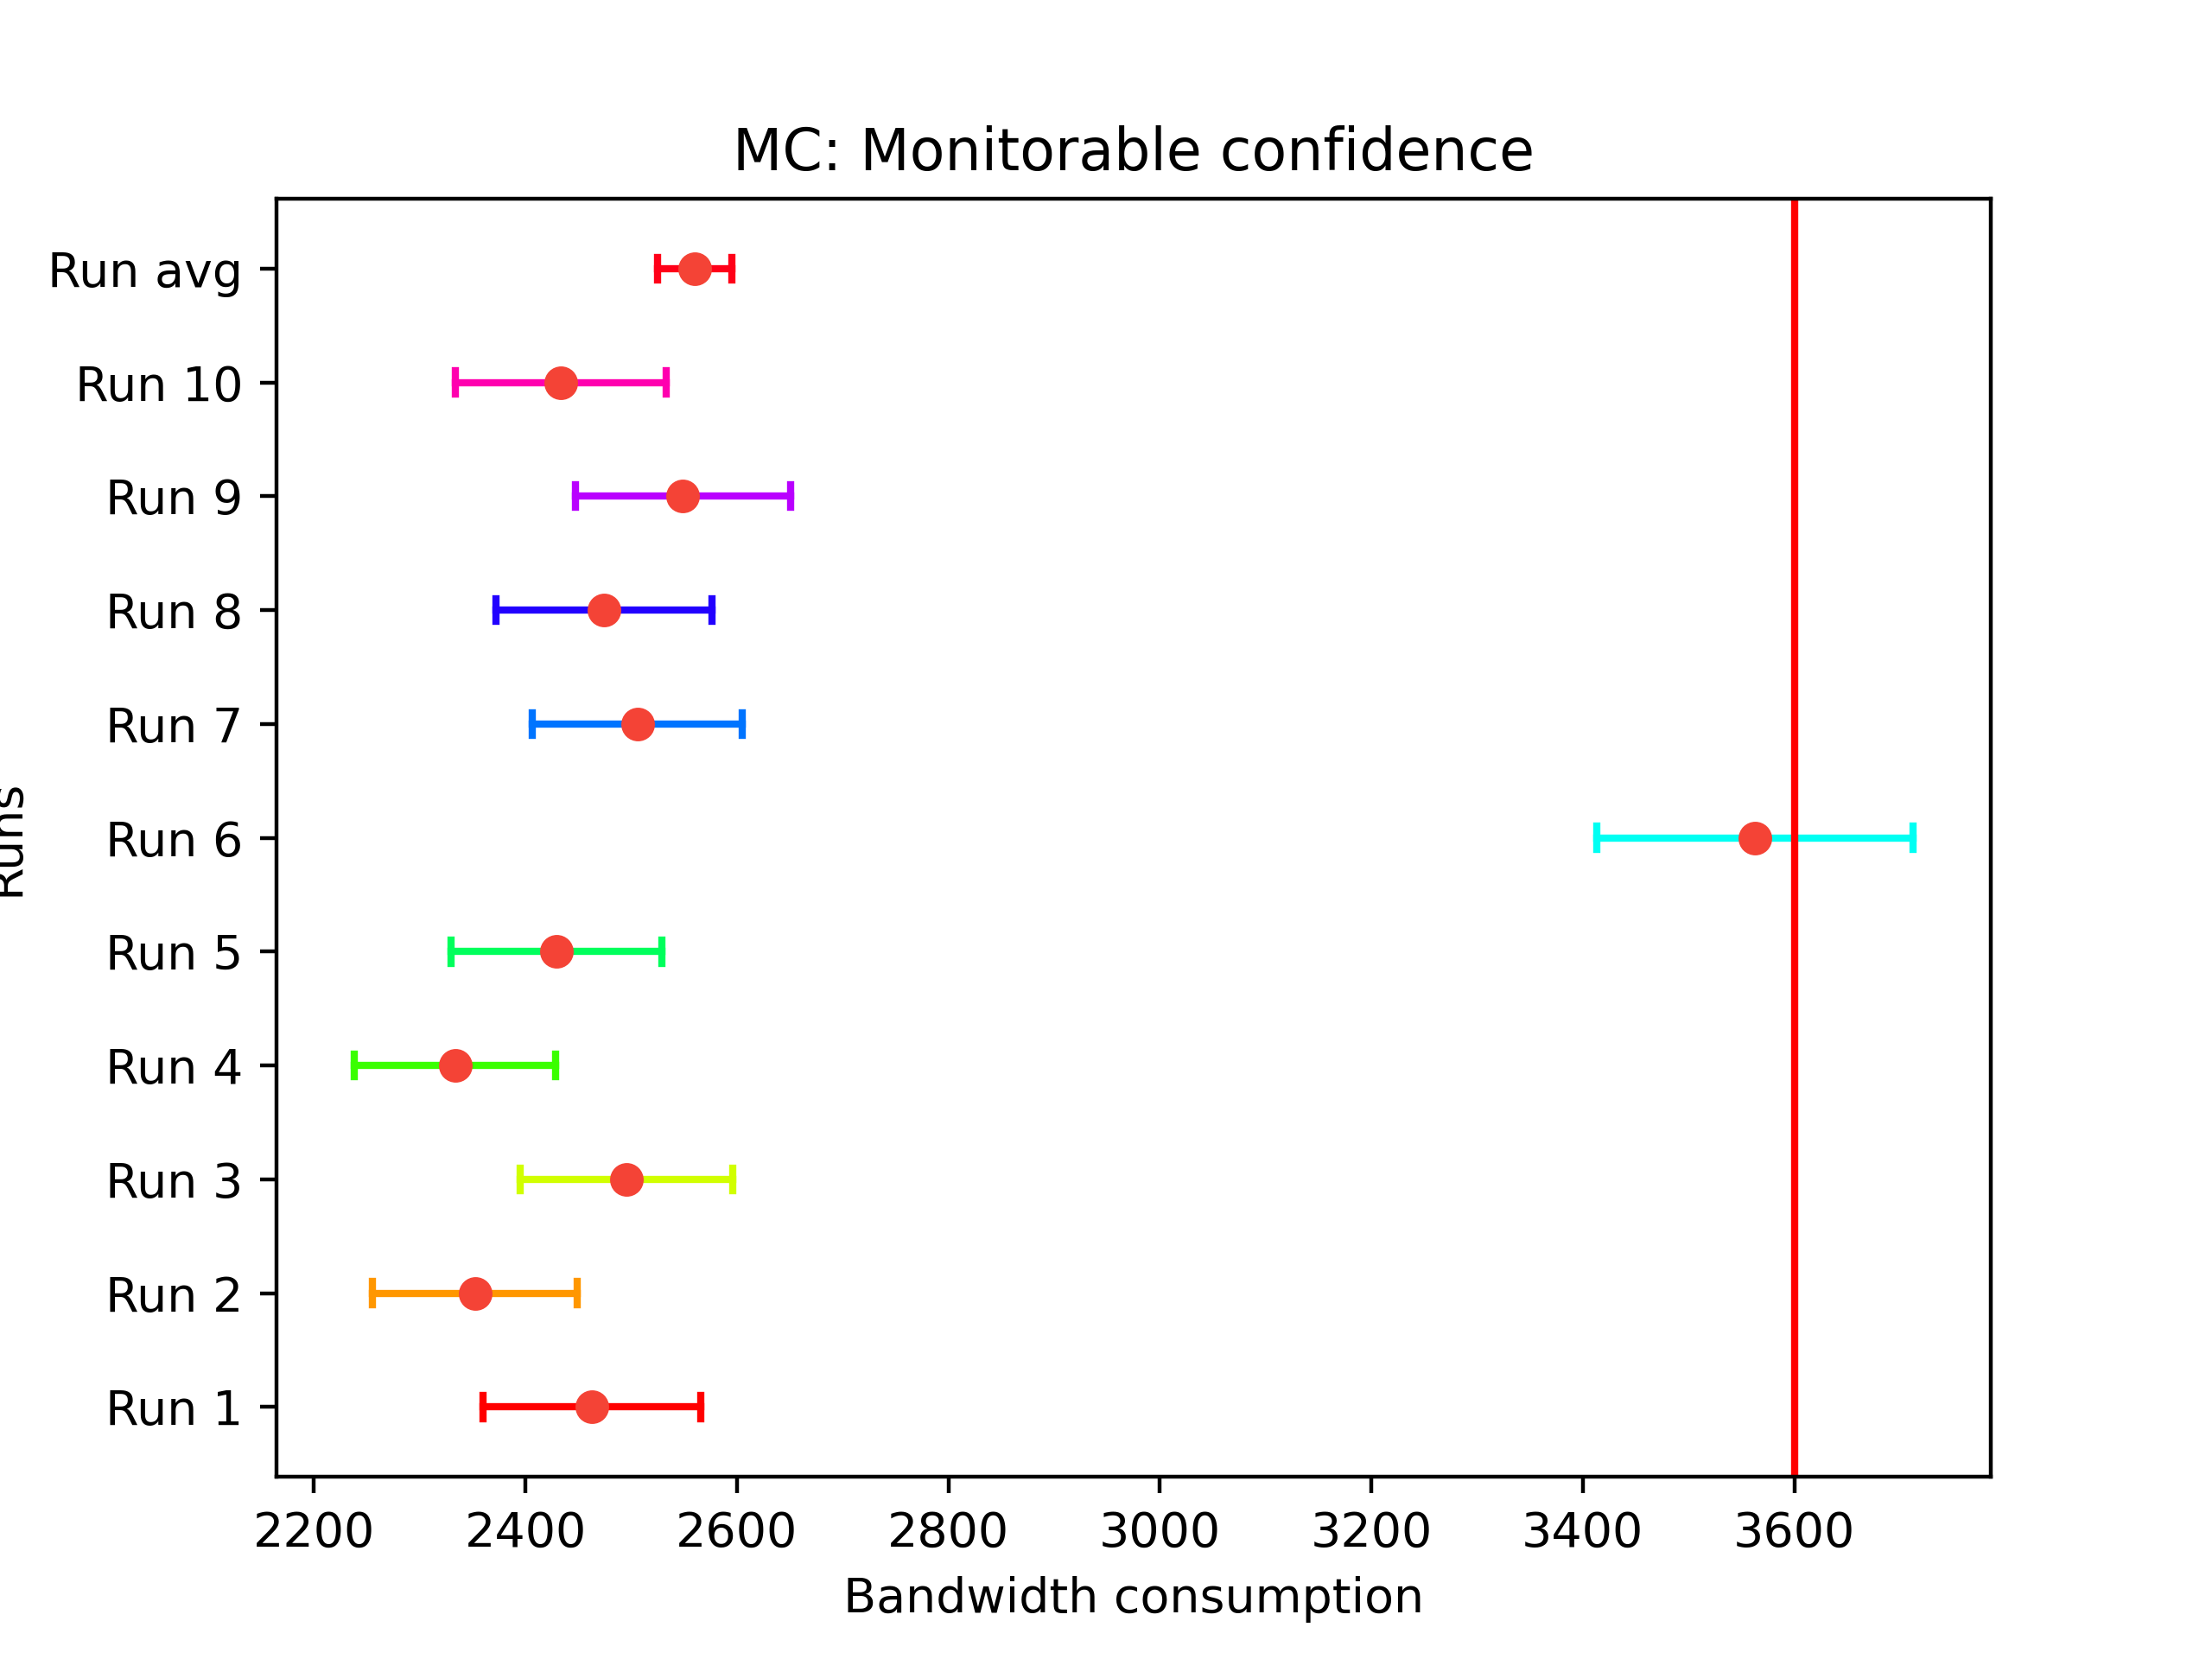 MC: Monitorable confidence
Run avg
Run 10
Run 9
Run 8
Run 7
Run 6
Run 5
Run 4
Run 3
Run 2
Run 1
Runs
2200 2400 2600 2800 3000 3200 3400 3600
Bandwidth consumption